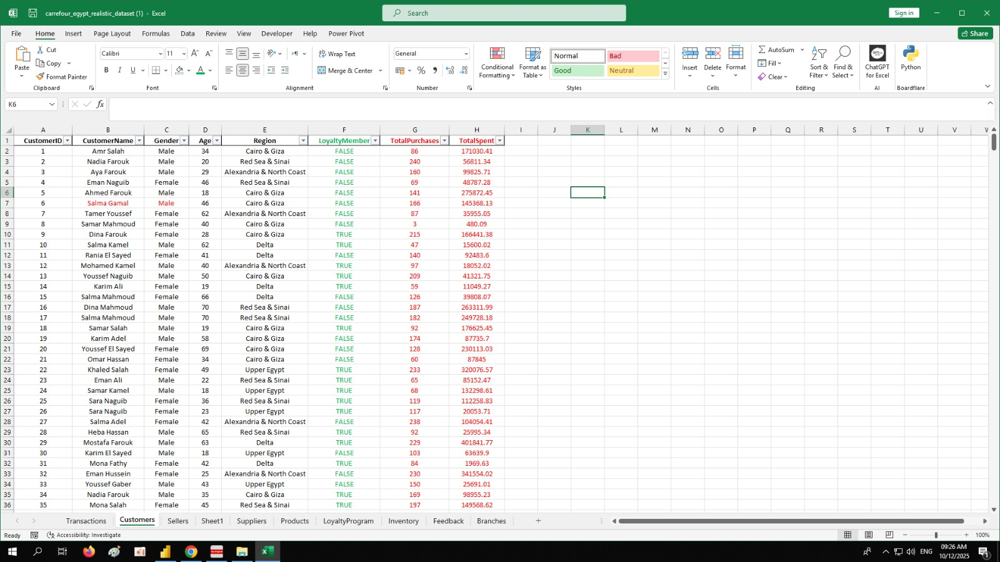 carrefour_egypt_realistic_dataset (1) - Excel
Search
Sign in
File Home Insert Page Layout Formulas Data Review View Developer Help Power Pivot
Share
Paste
Cut
Copy
Format Painter
Clipboard
Calibri 11
B I U
Font
Wrap Text
Merge & Center
Alignment
General
Number
Conditional Formatting
Format as Table
Normal Bad
Good Neutral
Styles
Insert Delete Format
Cells
AutoSum
Fill
Clear
Sort & Filter
Find & Select
Editing
ChatGPT for Excel
AI
Python
Boardflare
K6 fx
A B C D E F G H I J K L M N O P Q R S T U V
1 CustomerID CustomerName Gender Age Region LoyaltyMember TotalPurchases TotalSpent
2 1 Amr Salah Male 34 Cairo & Giza FALSE 86 171030.41
3 2 Nadia Farouk Male 20 Red Sea & Sinai FALSE 240 56811.34
4 3 Aya Farouk Male 29 Alexandria & North Coast FALSE 160 99825.71
5 4 Eman Naguib Female 46 Red Sea & Sinai FALSE 69 48787.28
6 5 Ahmed Farouk Male 18 Cairo & Giza FALSE 141 275872.45
7 6 Salma Gamal Male 46 Cairo & Giza FALSE 166 145368.13
8 7 Tamer Youssef Female 62 Alexandria & North Coast FALSE 87 35955.05
9 8 Samar Mahmoud Female 40 Cairo & Giza FALSE 3 480.09
10 9 Dina Farouk Female 28 Cairo & Giza TRUE 215 166441.38
11 10 Salma Kamel Male 62 Delta TRUE 47 15600.02
12 11 Rania El Sayed Female 41 Delta FALSE 140 92483.6
13 12 Mohamed Kamel Male 40 Alexandria & North Coast TRUE 97 18052.02
14 13 Youssef Naguib Male 50 Cairo & Giza TRUE 209 41321.75
15 14 Karim Ali Female 19 Delta TRUE 59 11049.27
16 15 Salma Mahmoud Female 66 Delta FALSE 126 39808.07
17 16 Dina Mahmoud Male 70 Red Sea & Sinai FALSE 187 263311.99
18 17 Salma Mahmoud Male 70 Red Sea & Sinai FALSE 182 249728.18
19 18 Samar Salah Male 19 Cairo & Giza TRUE 92 176625.45
20 19 Karim Adel Male 58 Cairo & Giza FALSE 174 87735.7
21 20 Youssef El Sayed Female 69 Cairo & Giza FALSE 128 230113.03
22 21 Omar Hassan Female 34 Cairo & Giza FALSE 60 87845
23 22 Khaled Salah Female 49 Upper Egypt TRUE 233 320076.57
24 23 Eman Ali Male 22 Red Sea & Sinai TRUE 65 85152.47
25 24 Samar Kamel Male 18 Upper Egypt TRUE 68 132298.61
26 25 Sara Naguib Female 36 Red Sea & Sinai TRUE 119 112258.83
27 26 Sara Naguib Female 23 Upper Egypt TRUE 117 20053.71
28 27 Salma Adel Female 42 Alexandria & North Coast FALSE 238 104054.41
29 28 Heba Hassan Male 65 Red Sea & Sinai TRUE 92 25995.34
30 29 Mostafa Farouk Male 63 Delta TRUE 229 401841.77
31 30 Karim El Sayed Male 18 Upper Egypt FALSE 103 63639.9
32 31 Mona Fathy Female 42 Delta TRUE 84 1969.63
33 32 Eman Hussein Female 25 Alexandria & North Coast FALSE 230 341554.02
34 33 Youssef Gaber Male 43 Upper Egypt FALSE 150 25691.01
35 34 Nadia Farouk Male 35 Cairo & Giza TRUE 169 98955.23
36 35 Mona Salah Female 45 Red Sea & Sinai TRUE 197 149568.62
Transactions Customers Sellers Sheet1 Suppliers Products LoyaltyProgram Inventory Feedback Branches
Ready Accessibility: Investigate 100%
ENG
09:26 AM
10/12/2025
1